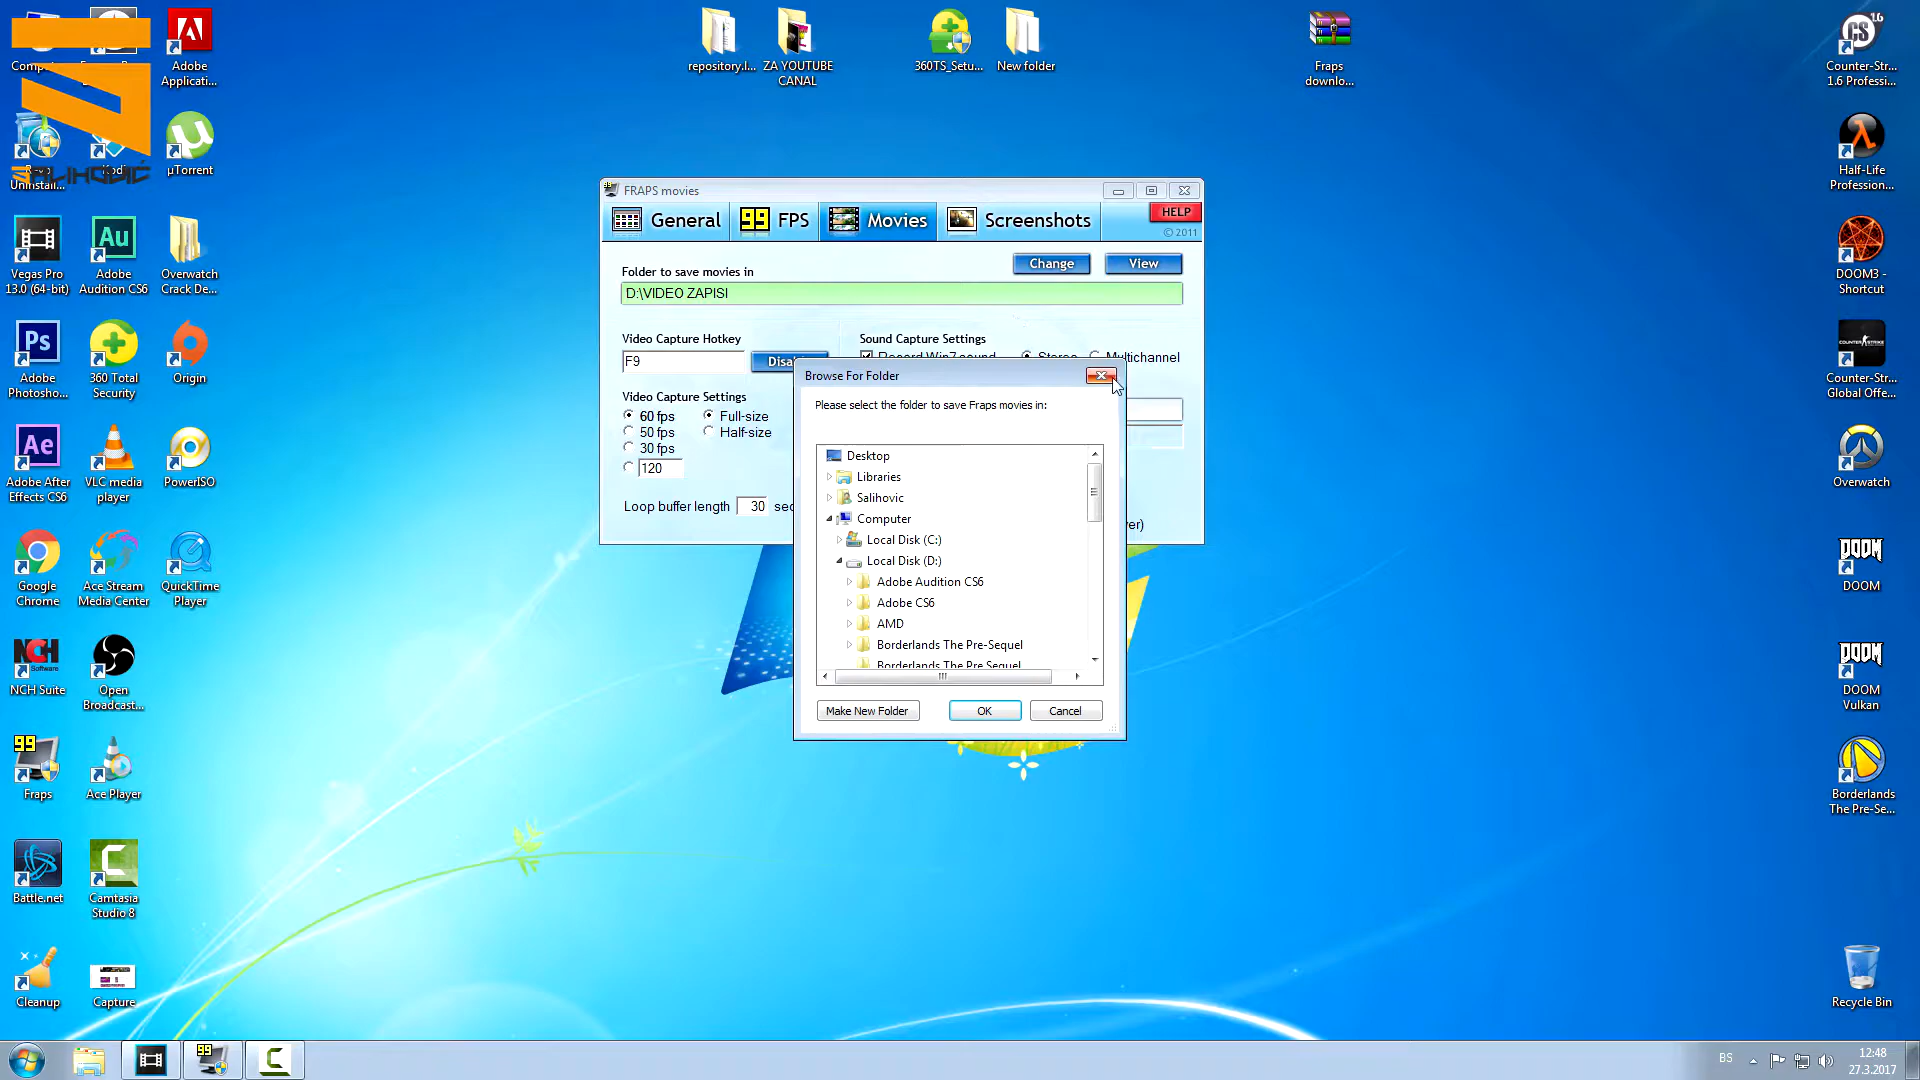 Adobe
Applicati...
Kodi
µTorrent
Uninstall...
Vegas Pro
13.0 (64-bit)
Adobe
Audition CS6
Overwatch
Crack De...
Adobe
Photosho...
360 Total
Security
Origin
Adobe After
Effects CS6
VLC media
player
PowerISO
Google
Chrome
Ace Stream
Media Center
QuickTime
Player
NCH Suite
Open
Broadcast...
Fraps
Ace Player
Battle.net
Camtasia
Studio 8
Cleanup
Capture
repository.l...
ZA YOUTUBE
CANAL
360TS_Setu...
New folder
Fraps
downlo...
Counter-Str...
1.6 Professi...
Half-Life
Profession...
DOOM3 -
Shortcut
Counter-Str...
Global Offe...
Overwatch
DOOM
DOOM
DOOM
DOOM
Vulkan
Borderlands
The Pre-Se...
Recycle Bin
FRAPS movies
General
99 FPS
Movies
Screenshots
HELP
© 2011
Folder to save movies in
Change
View
D:\VIDEO ZAPISI
Video Capture Hotkey
F9
Sound Capture Settings
Record Win7 sound
Stereo
Multichannel
Video Capture Settings
60 fps
Full-size
50 fps
Half-size
30 fps
120
Loop buffer length 30
Browse For Folder
Please select the folder to save Fraps movies in:
Desktop
Libraries
Salihovic
Computer
Local Disk (C:)
Local Disk (D:)
Adobe Audition CS6
Adobe CS6
AMD
Borderlands The Pre-Sequel
Borderlands The Pre Sequel
Make New Folder
OK
Cancel
BS
12:48
27.3.2017